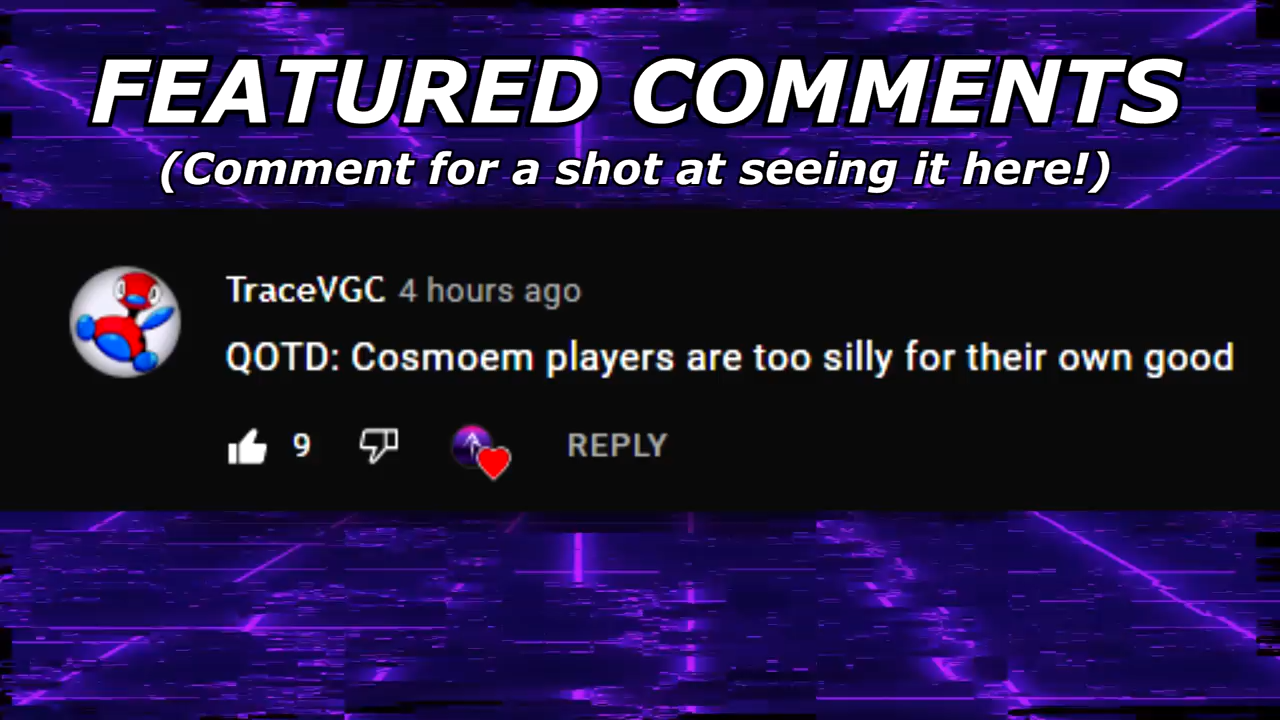 FEATURED COMMENTS
(Comment for a shot at seeing it here!)
TraceVGC 4 hours ago
QOTD: Cosmoem players are too silly for their own good
9 REPLY